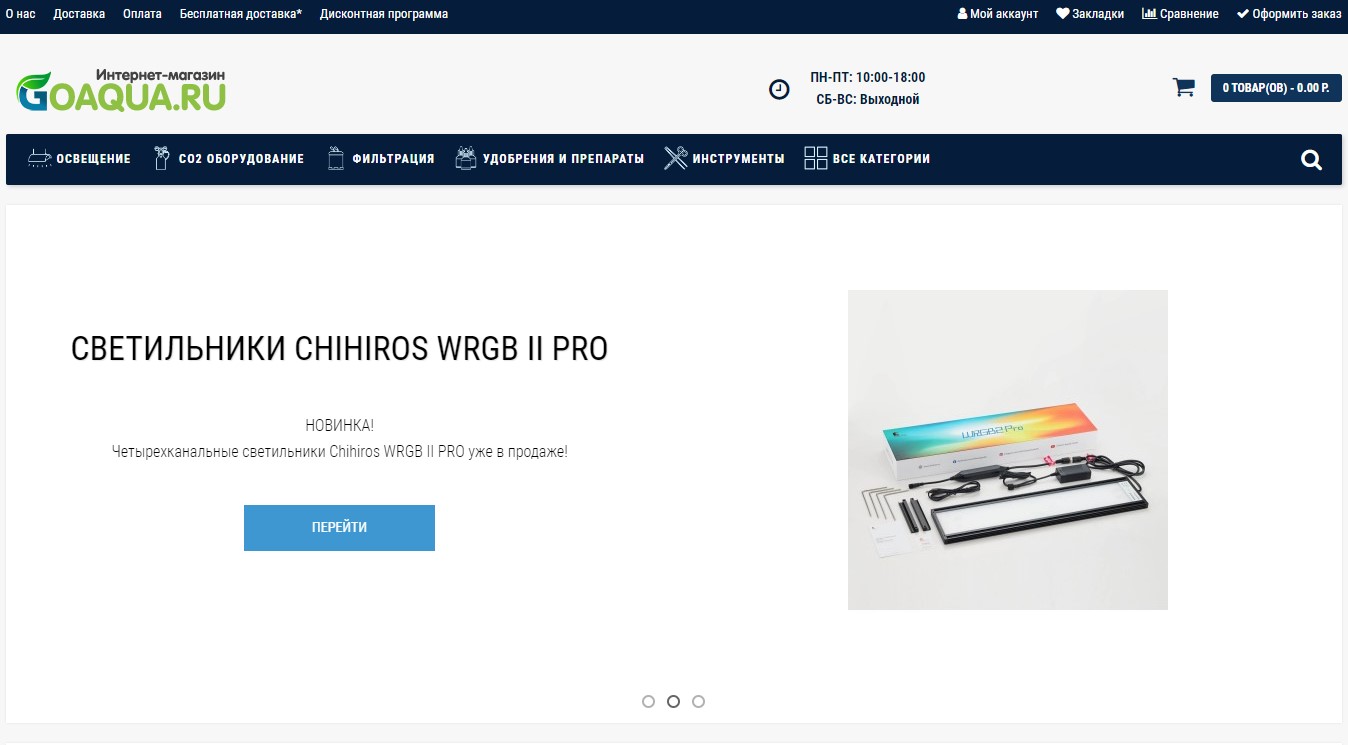 О нас Доставка Оплата Бесплатная доставка* Дисконтная программа Мой аккаунт Закладки Сравнение Оформить заказ
Интернет-магазин
GOAQUA.RU
ПН-ПТ: 10:00-18:00
СБ-ВС: Выходной
0 ТОВАР(ОВ) - 0.00 Р.
ОСВЕЩЕНИЕ СО2 ОБОРУДОВАНИЕ ФИЛЬТРАЦИЯ УДОБРЕНИЯ И ПРЕПАРАТЫ ИНСТРУМЕНТЫ ВСЕ КАТЕГОРИИ
СВЕТИЛЬНИКИ CHIHIROS WRGB II PRO
НОВИНКА!
Четырехканальные светильники Chihiros WRGB II PRO уже в продаже!
ПЕРЕЙТИ
WRGB2 Pro